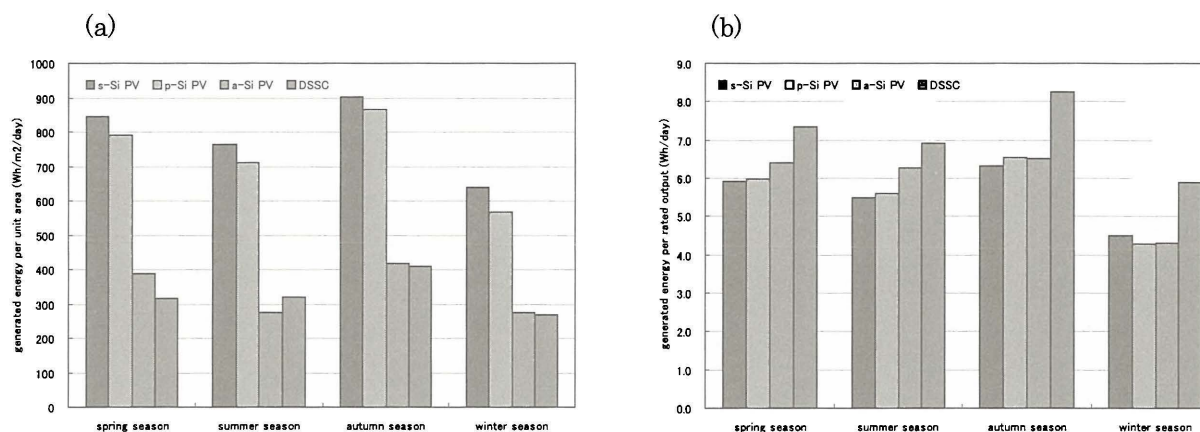 (a)
generated energy per unit area (Wh/m2/day)
1000
900
800
700
600
500
400
300
200
100
0
s-Si PV p-Si PV a-Si PV DSSC
spring season summer season autumn season winter season
(b)
generated energy per rated output (Wh/day)
9.0
8.0
7.0
6.0
5.0
4.0
3.0
2.0
1.0
0.0
s-Si PV p-Si PV a-Si PV DSSC
spring season summer season autumn season winter season